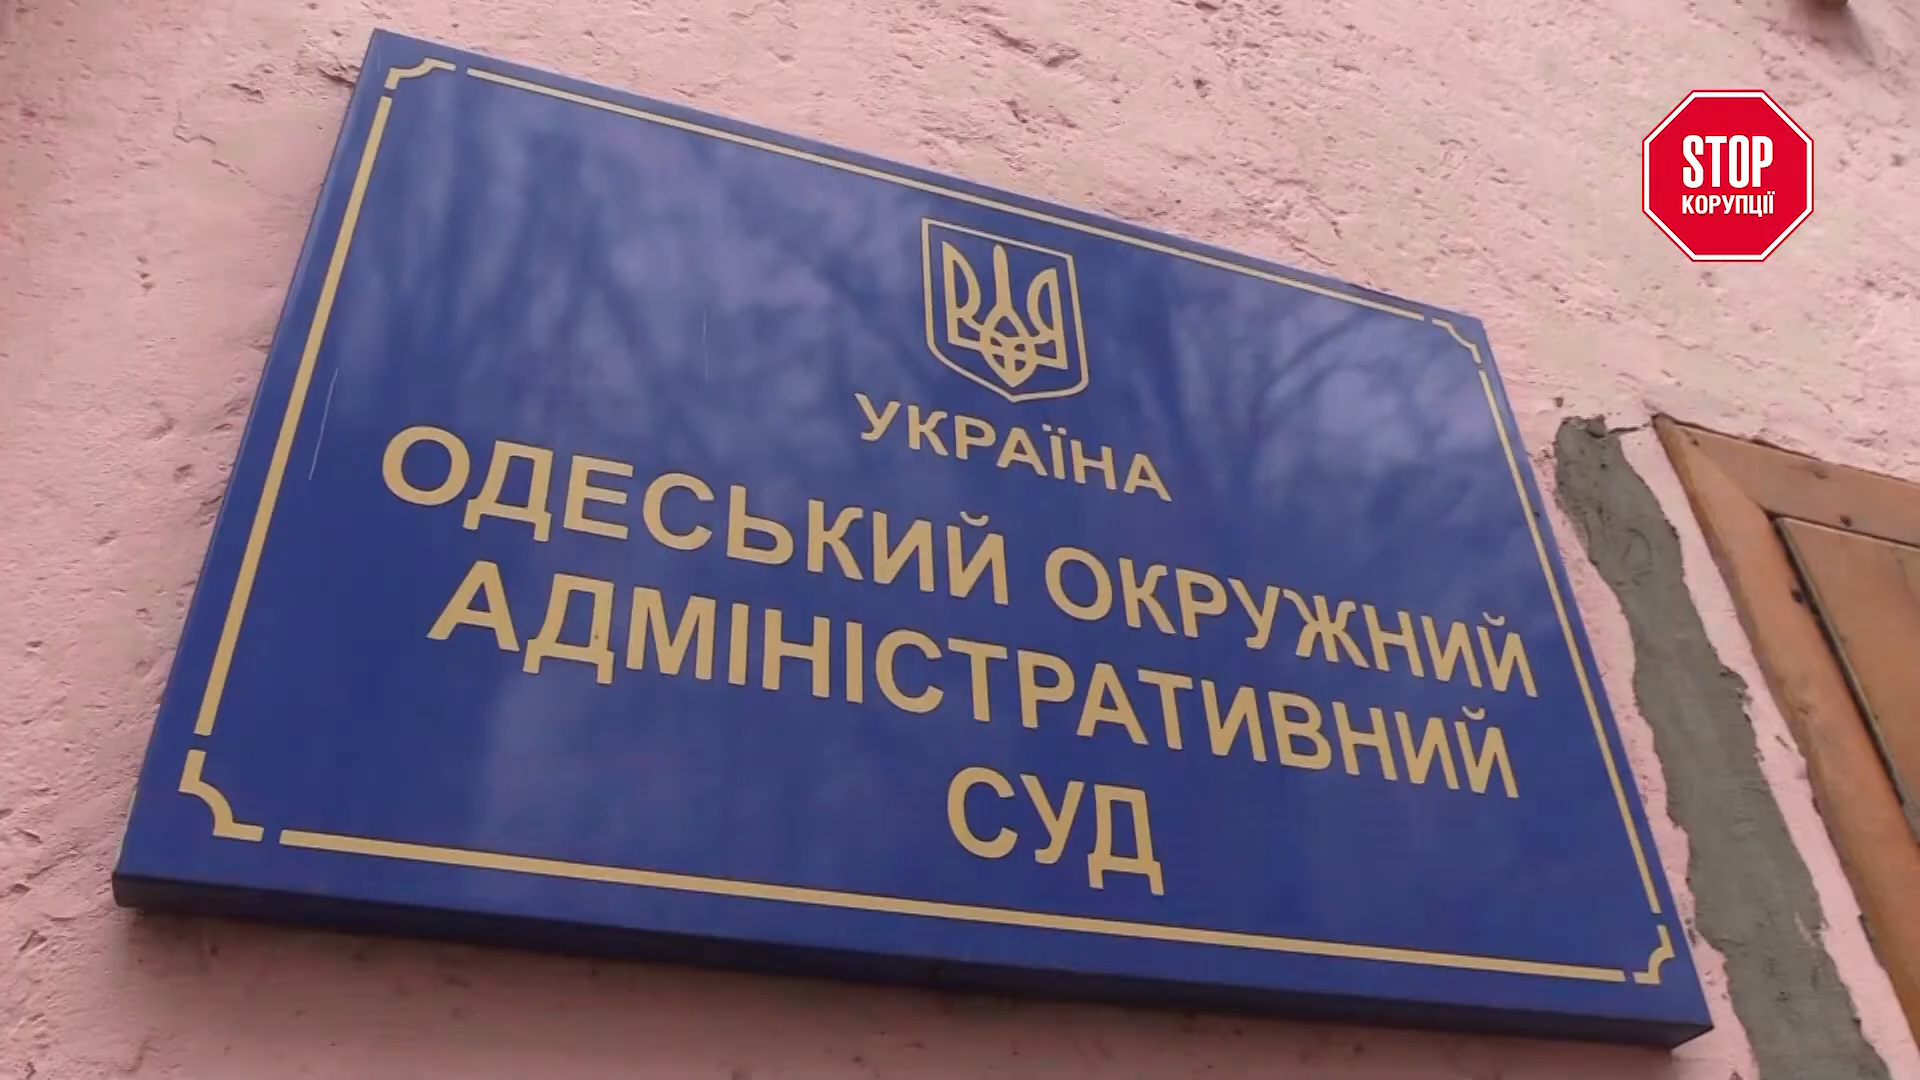 УКРАЇНА
ОДЕСЬКИЙ ОКРУЖНИЙ
АДМІНІСТРАТИВНИЙ
СУД
STOP
КОРУПЦІЇ